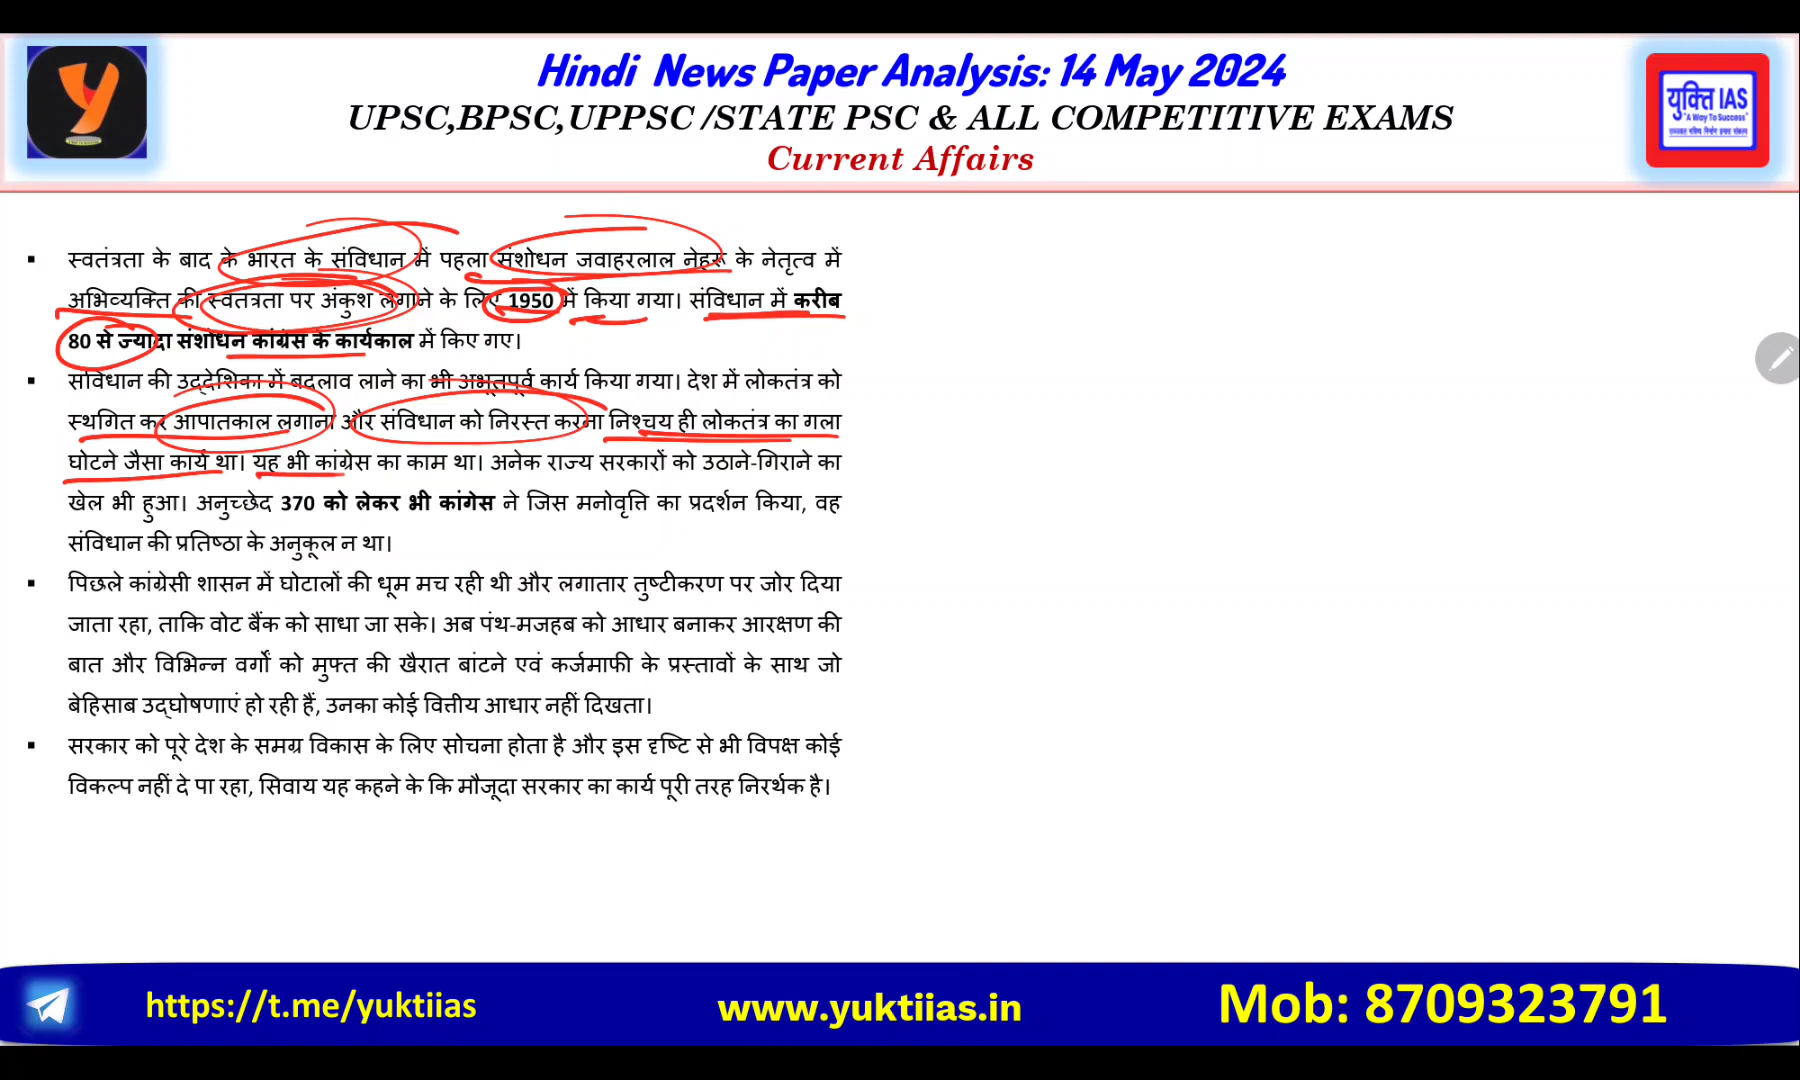 Hindi News Paper Analysis: 14 May 2024
UPSC,BPSC,UPPSC /STATE PSC & ALL COMPETITIVE EXAMS
Current Affairs
युक्ति IAS
"A Way To Success"
स्वतंत्रता के बाद के भारत के संविधान में पहला संशोधन जवाहरलाल नेहरू के नेतृत्व में
अभिव्यक्ति की स्वतंत्रता पर अंकुश लगाने के लिए 1950 में किया गया। संविधान में करीब
80 से ज्यादा संशोधन कांग्रेस के कार्यकाल में किए गए।
संविधान की उद्देशिका में बदलाव लाने का भी अभूतपूर्व कार्य किया गया। देश में लोकतंत्र को
स्थगित कर आपातकाल लगाना और संविधान को निरस्त करना निश्चय ही लोकतंत्र का गला
घोटने जैसा कार्य था। यह भी कांग्रेस का काम था। अनेक राज्य सरकारों को उठाने-गिराने का
खेल भी हुआ। अनुच्छेद 370 को लेकर भी कांगेस ने जिस मनोवृत्ति का प्रदर्शन किया, वह
संविधान की प्रतिष्ठा के अनुकूल न था।
पिछले कांग्रेसी शासन में घोटालों की धूम मच रही थी और लगातार तुष्टीकरण पर जोर दिया
जाता रहा, ताकि वोट बैंक को साधा जा सके। अब पंथ-मजहब को आधार बनाकर आरक्षण की
बात और विभिन्न वर्गों को मुफ्त की खैरात बांटने एवं कर्जमाफी के प्रस्तावों के साथ जो
बेहिसाब उद्घोषणाएं हो रही हैं, उनका कोई वित्तीय आधार नहीं दिखता।
सरकार को पूरे देश के समग्र विकास के लिए सोचना होता है और इस दृष्टि से भी विपक्ष कोई
विकल्प नहीं दे पा रहा, सिवाय यह कहने के कि मौजूदा सरकार का कार्य पूरी तरह निरर्थक है।
https://t.me/yuktiias
www.yuktiias.in
Mob: 8709323791